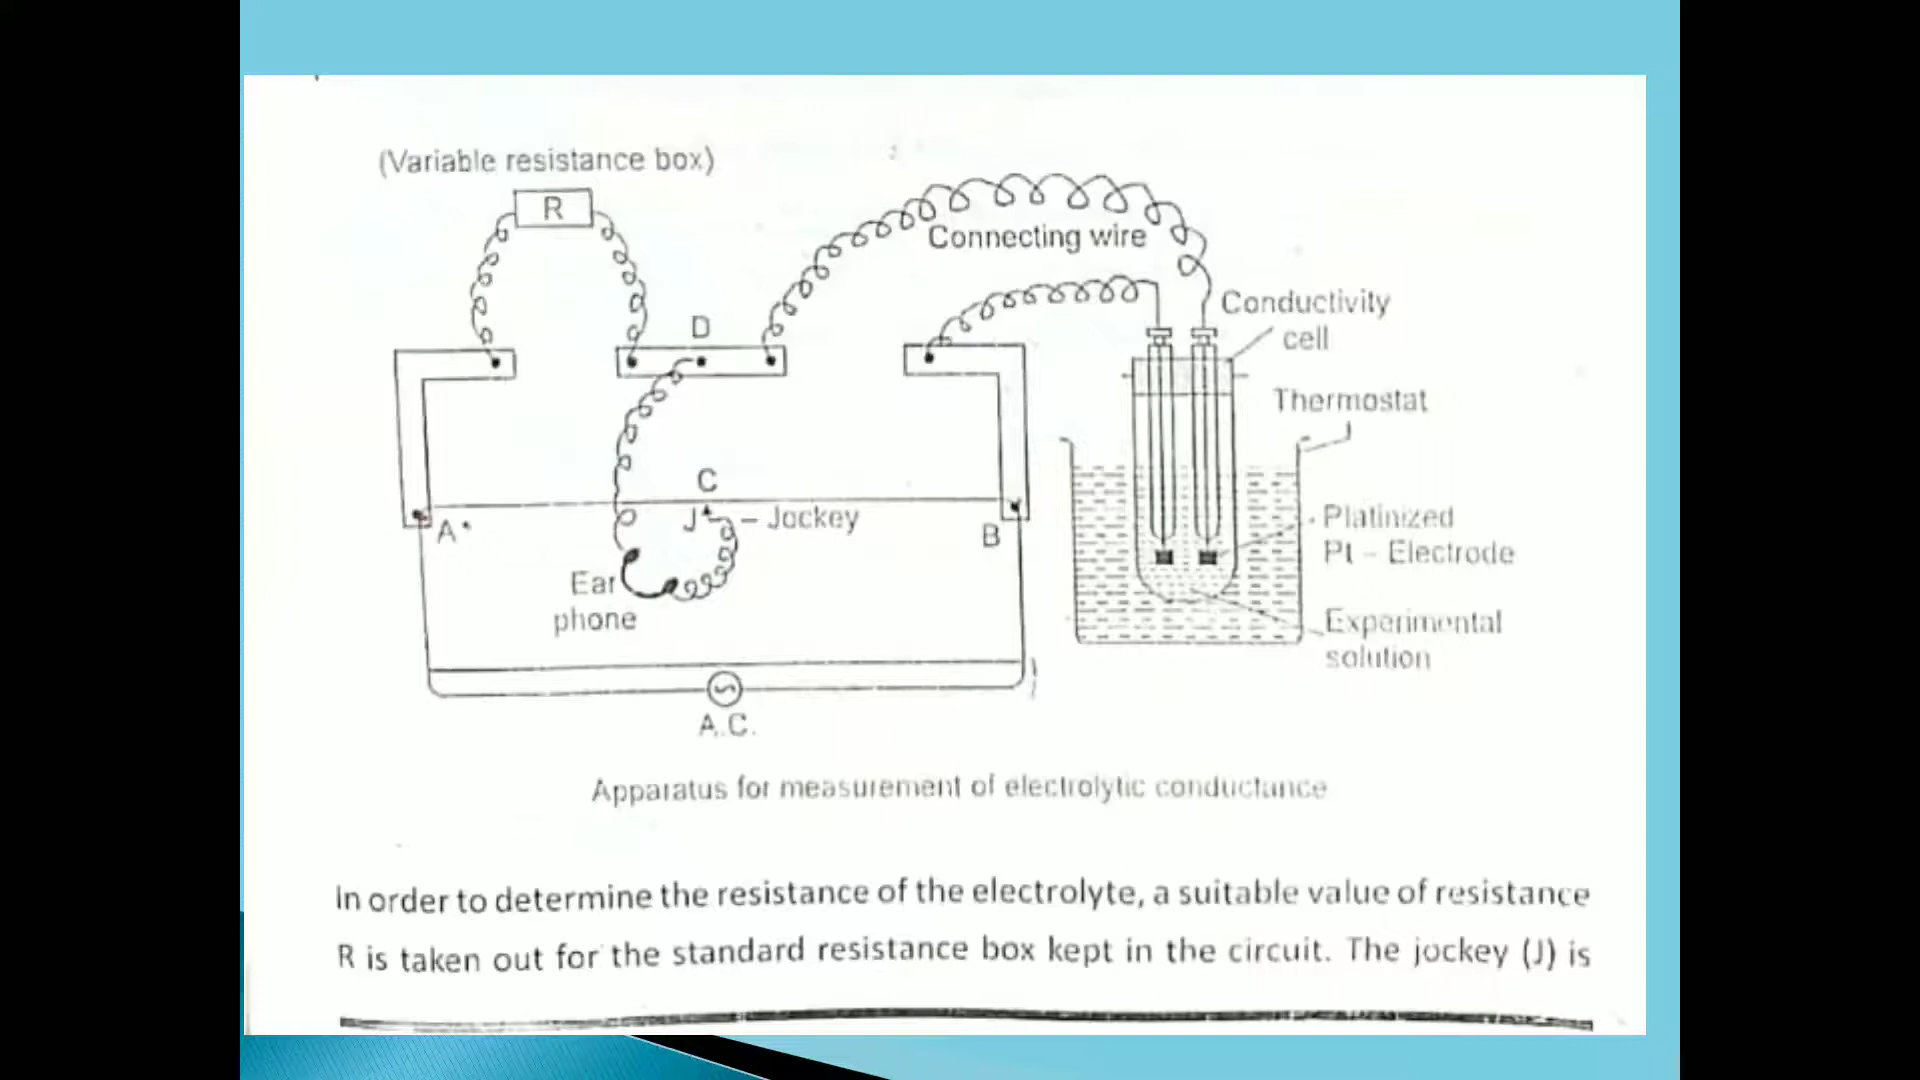 (Variable resistance box)
R
Connecting wire
D
Conductivity
cell
Thermostat
C
J – Jockey
A
B
Platinized
Pt – Electrode
Ear
phone
Experimental
solution
A.C.
Apparatus for measurement of electrolytic conductance
In order to determine the resistance of the electrolyte, a suitable value of resistance
R is taken out for the standard resistance box kept in the circuit. The jockey (J) is